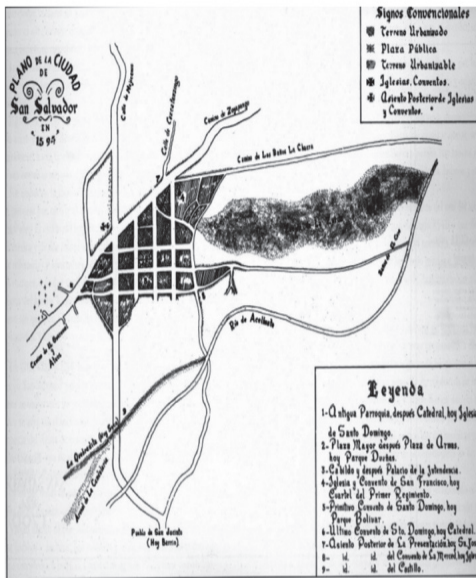 PLANO DE LA CIUDAD
DE
San Salvador
EN
1594
Signos Convencionales
Terreno Urbanizado
Plaza Pública
Terreno Urbanizable
Iglesias, Conventos.
Asiento Posterior de Iglesias
y Conventos.
Calle de
Calle de
Camino de
Camino de Los Baños La Chacra
Río de Acelhuate
La Quebradita (Hoy
Pueblo de San Jacinto
(Hoy Barrio)
Leyenda
1- Antigua Parroquia, después Catedral, hoy Iglesia
de Santo Domingo.
2- Plaza Mayor después Plaza de Armas,
hoy Parque Dueñas.
3- Cabildo y después Palacio de la Intendencia.
4- Iglesia y Convento de San Francisco, hoy
Cuartel del Primer Regimiento.
5- Primitivo Convento de Santo Domingo, hoy
Parque Bolívar.
6- Ultimo Convento de Sto. Domingo, hoy Catedral.
7- Asiento Posterior de La Presentación, hoy
8- id. id. del Convento de La Merced, hoy
9- id. id. del Castillo.